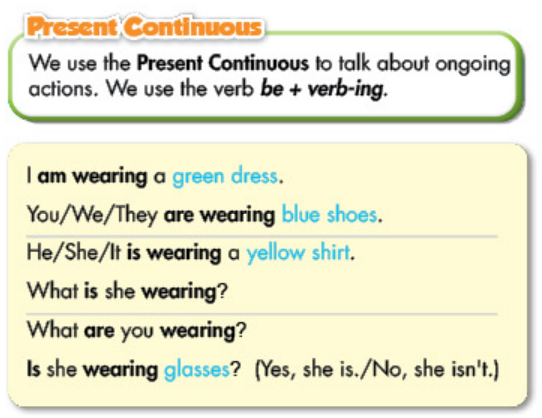 Present Continuous
We use the Present Continuous to talk about ongoing
actions. We use the verb be + verb-ing.
I am wearing a green dress.
You/We/They are wearing blue shoes.
He/She/It is wearing a yellow shirt.
What is she wearing?
What are you wearing?
Is she wearing glasses? (Yes, she is./No, she isn't.)